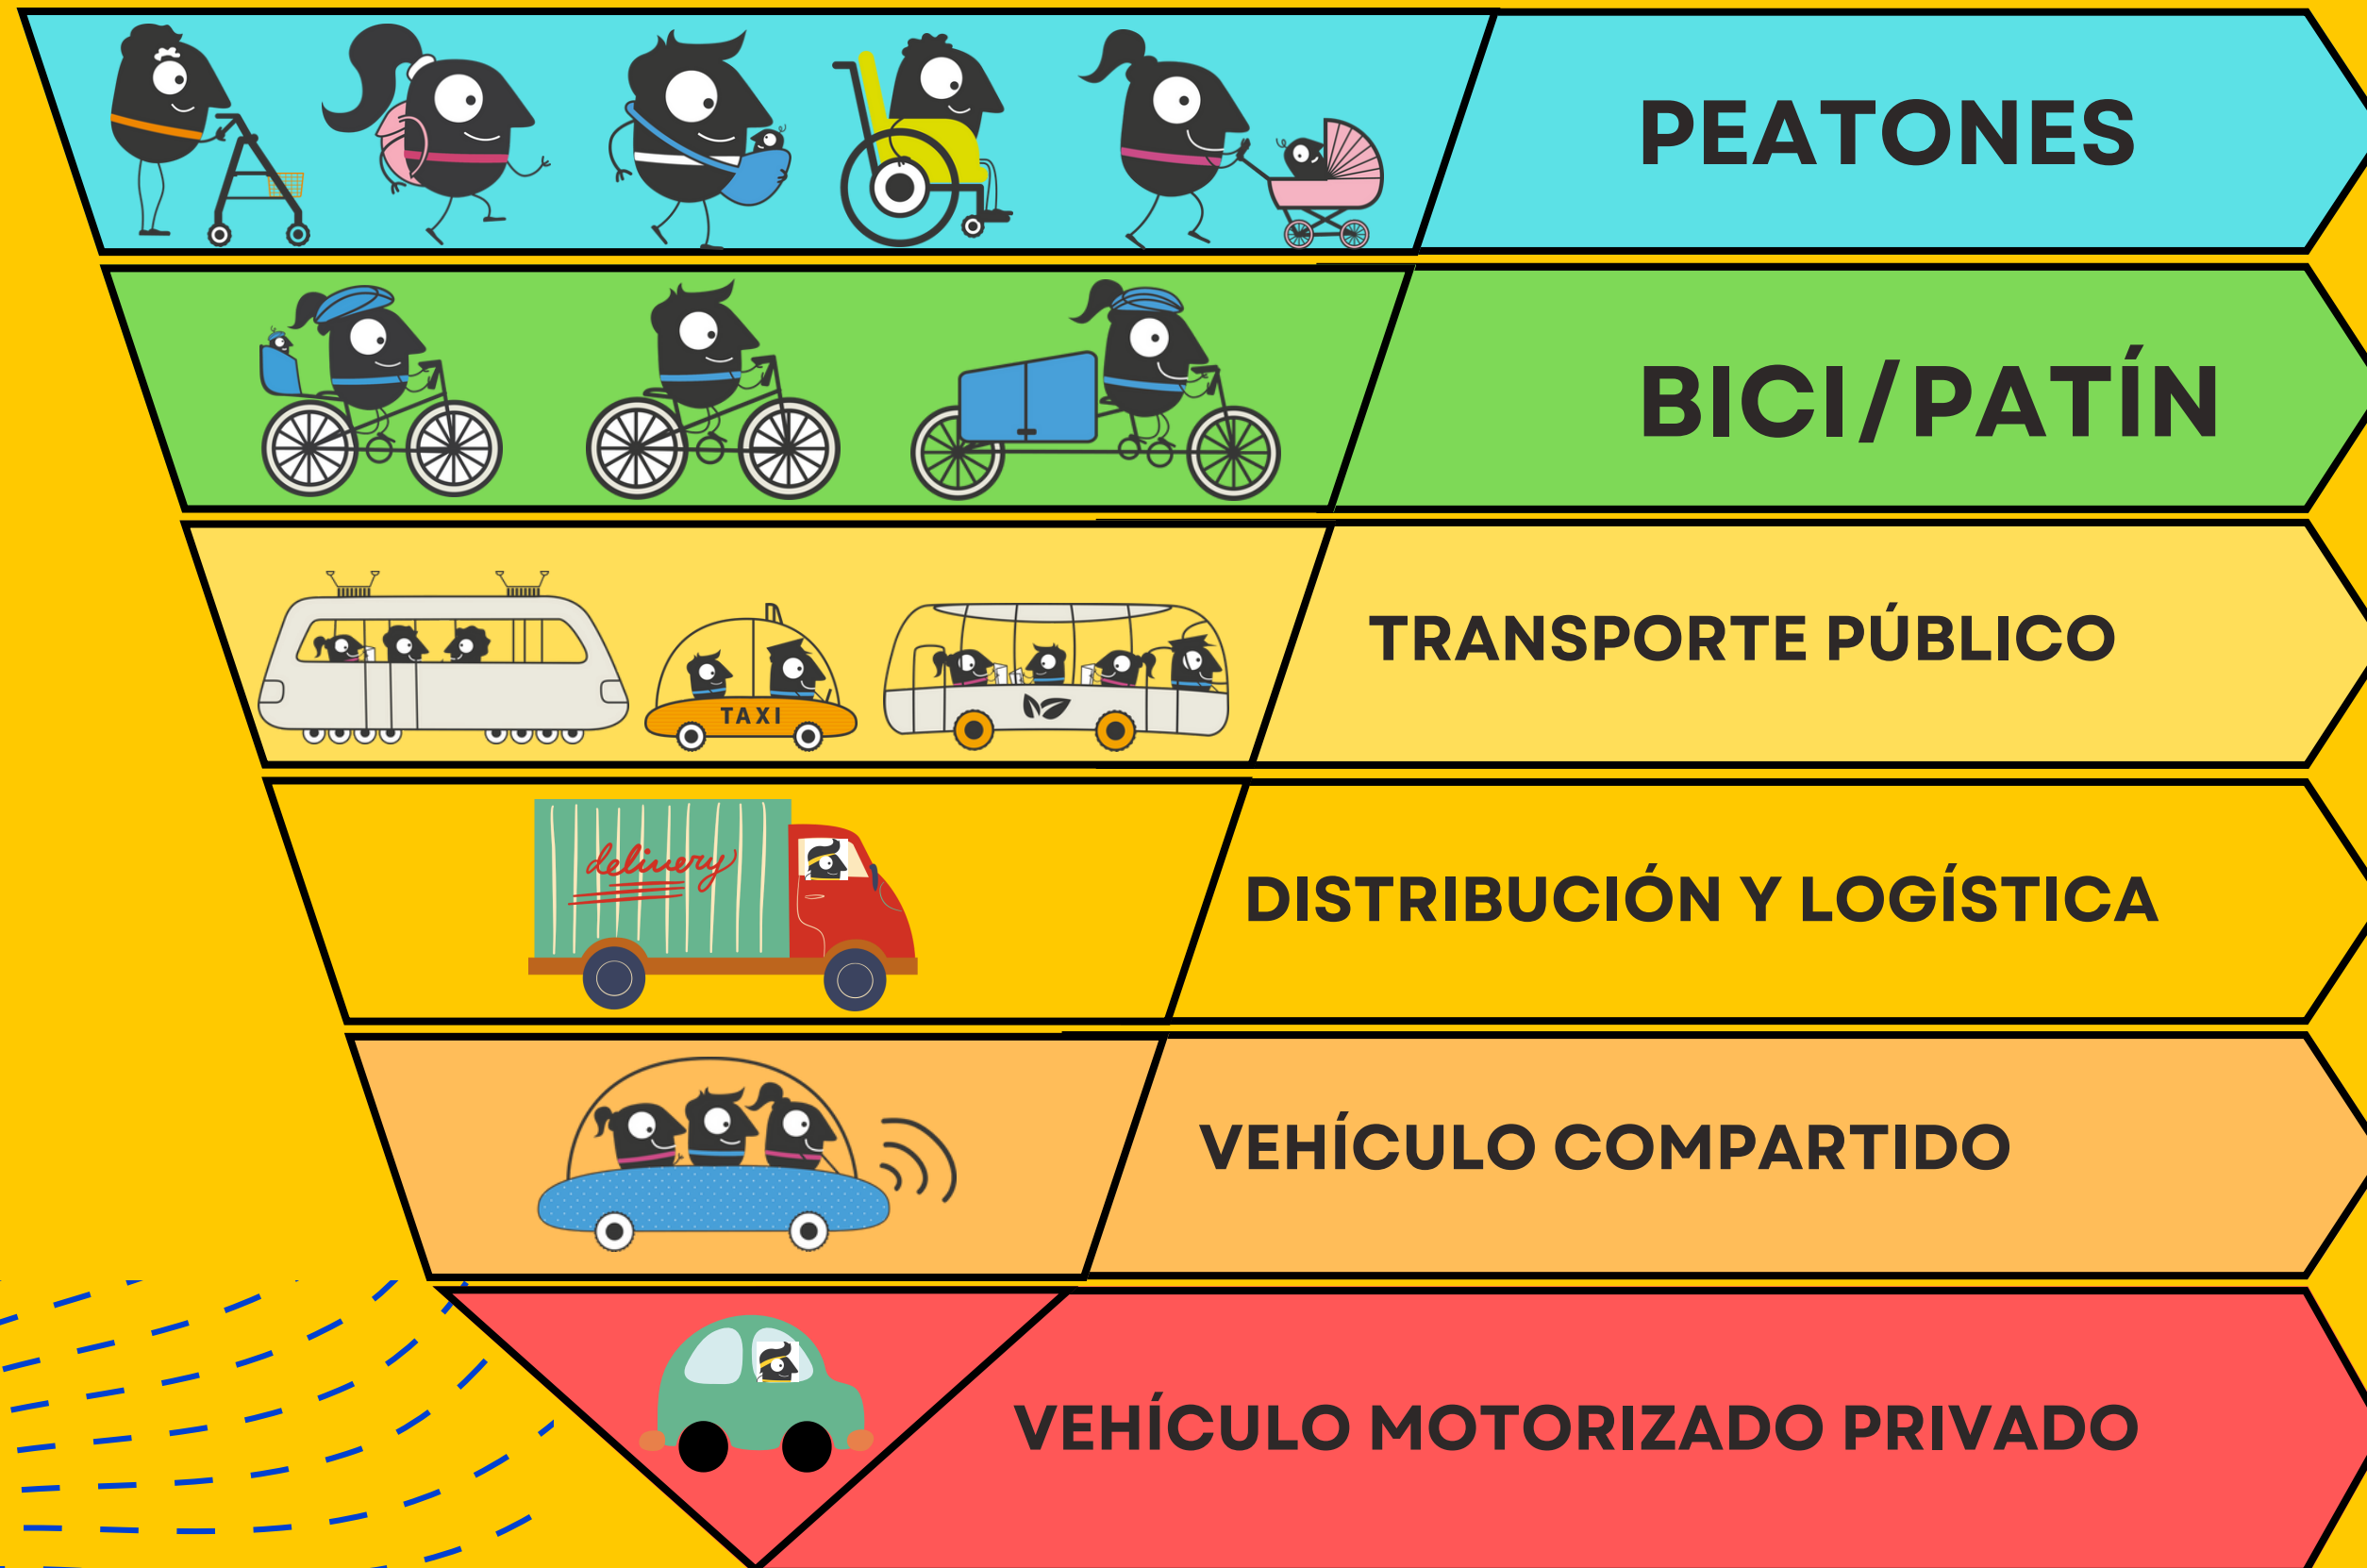 PEATONES
BICI/PATÍN
TAXI
TRANSPORTE PÚBLICO
delivery
DISTRIBUCIÓN Y LOGÍSTICA
VEHÍCULO COMPARTIDO
VEHÍCULO MOTORIZADO PRIVADO